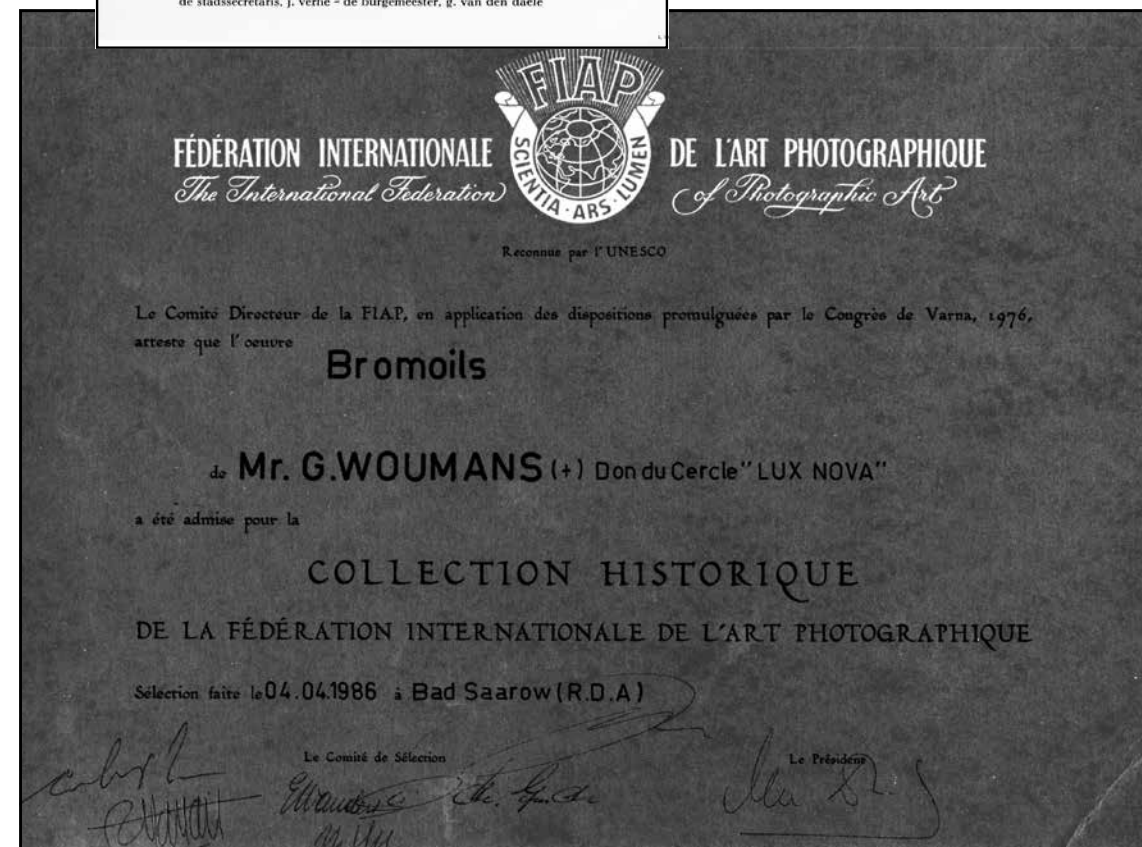 de stadssecretaris, j. verhé - de burgemeester, g. van den daele
FIAP
SCIENTIA · ARS · LUMEN
FÉDÉRATION INTERNATIONALE DE L'ART PHOTOGRAPHIQUE
The International Federation of Photographic Art
Reconnue par l'UNESCO
Le Comité Directeur de la FIAP, en application des dispositions promulguées par le Congrès de Varna, 1976,
atteste que l'oeuvre
Bromoils
de Mr. G.WOUMANS (+) Don du Cercle "LUX NOVA"
a été admise pour la
COLLECTION HISTORIQUE
DE LA FÉDÉRATION INTERNATIONALE DE L'ART PHOTOGRAPHIQUE
Sélection faite le 04.04.1986 à Bad Saarow (R.D.A)
Le Comité de Sélection
Le Président